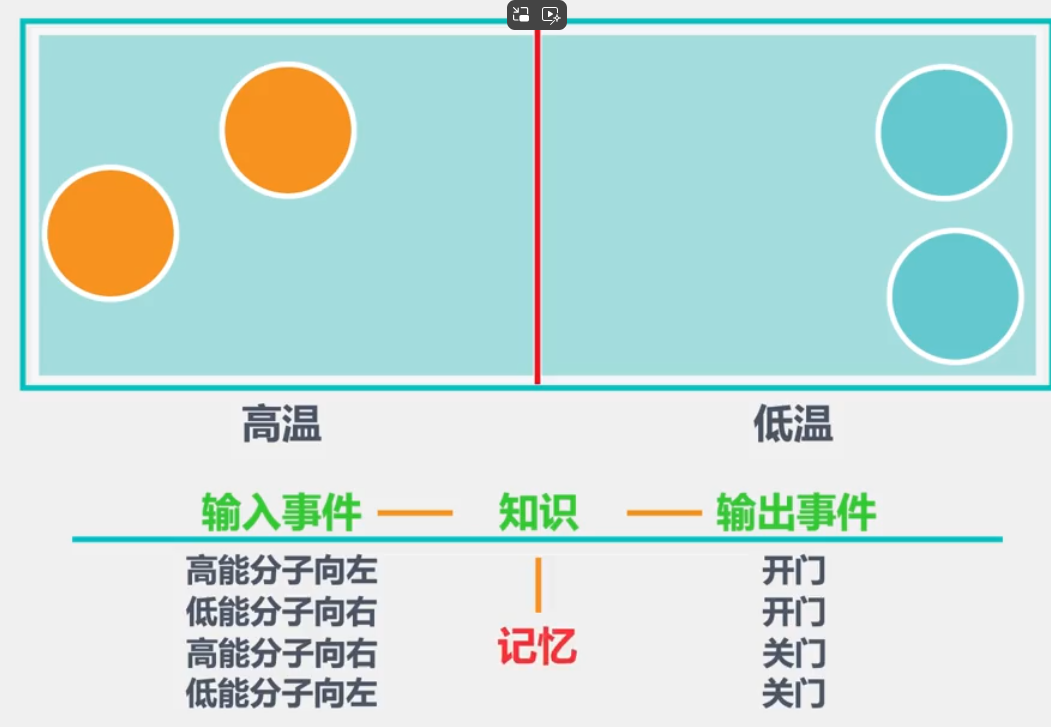 高温 低温
输入事件 知识 输出事件
高能分子向左 开门
低能分子向右 开门
记忆
高能分子向右 关门
低能分子向左 关门